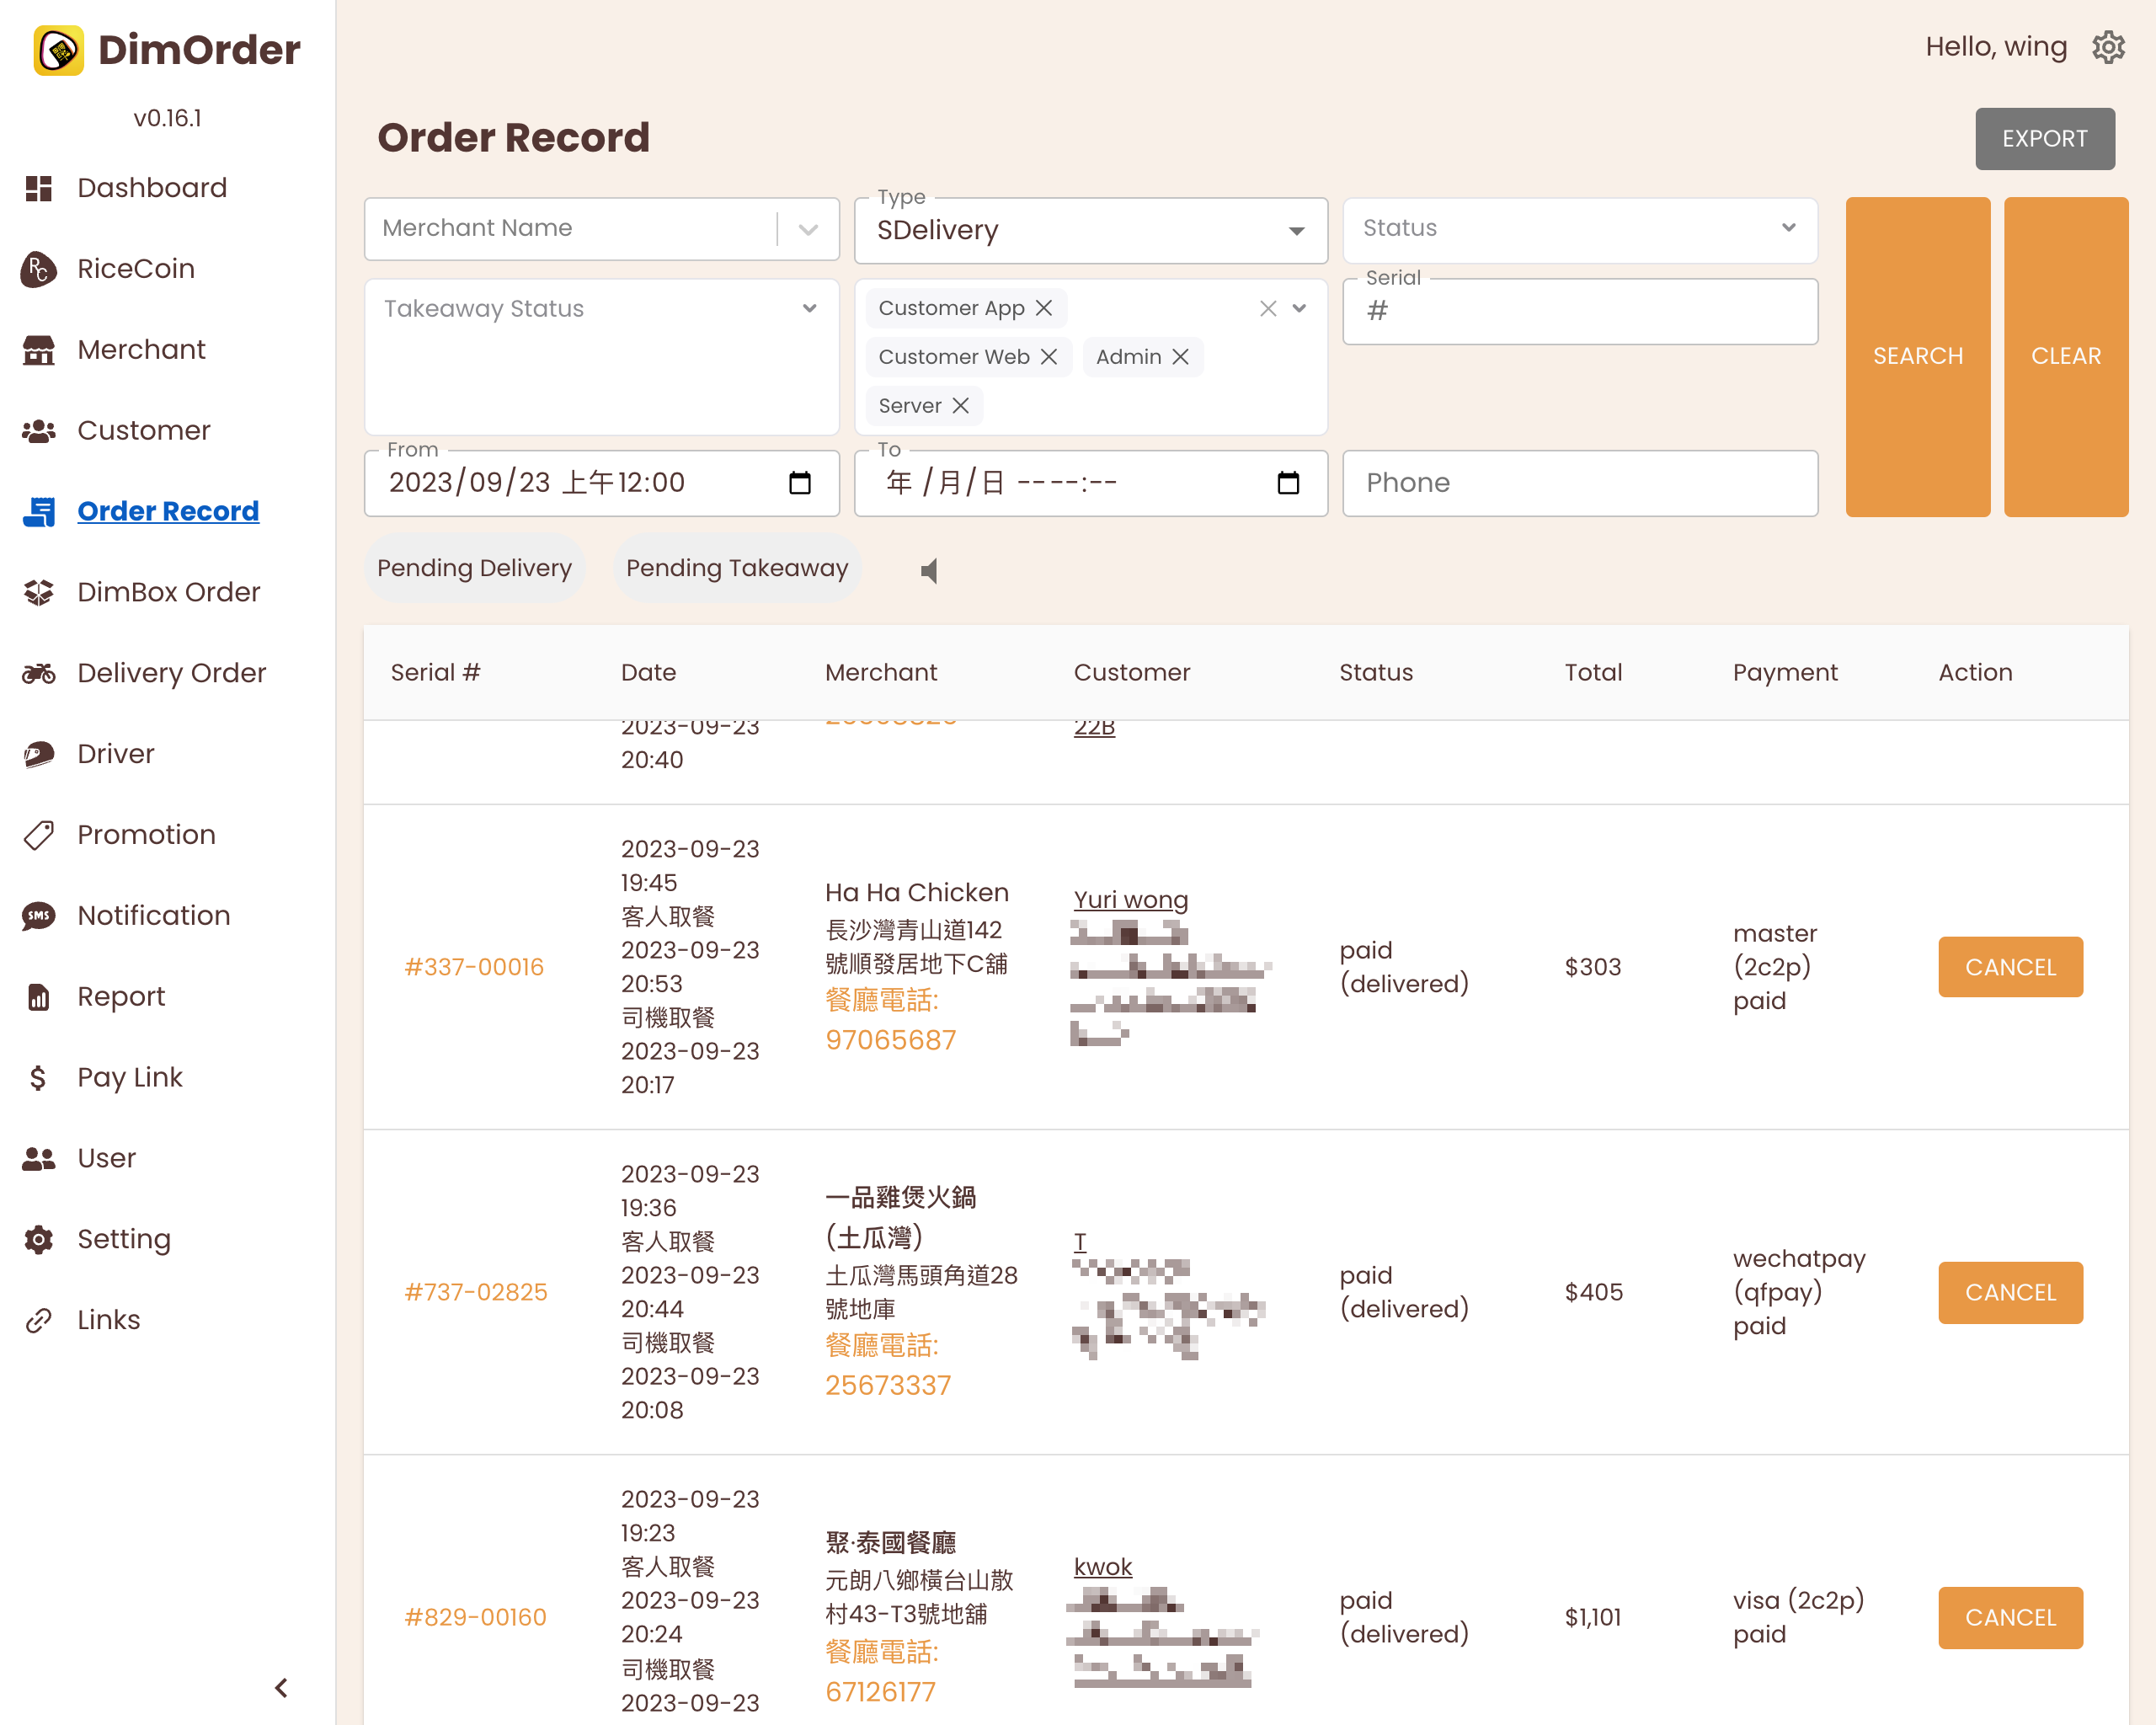 DimOrder
v0.16.1
Dashboard
RiceCoin
Merchant
Customer
Order Record
DimBox Order
Delivery Order
Driver
Promotion
SMS
Notification
Report
Pay Link
User
Setting
Links
Hello, wing
Order Record
EXPORT
Merchant Name
Type
SDelivery
Status
Takeaway Status
Customer App
Customer Web
Admin
Server
Serial
#
SEARCH
CLEAR
From
2023/09/23 上午12:00
To
年 /月/日 -- --:--
Phone
Pending Delivery
Pending Takeaway
Serial #
Date
Merchant
Customer
Status
Total
Payment
Action
2023-09-23
20:40
22B
#337-00016
2023-09-23
19:45
客人取餐
2023-09-23
20:53
司機取餐
2023-09-23
20:17
Ha Ha Chicken
長沙灣青山道142
號順發居地下C舖
餐廳電話:
97065687
Yuri wong
paid
(delivered)
$303
master
(2c2p)
paid
CANCEL
#737-02825
2023-09-23
19:36
客人取餐
2023-09-23
20:44
司機取餐
2023-09-23
20:08
一品雞煲火鍋
(土瓜灣)
土瓜灣馬頭角道28
號地庫
餐廳電話:
25673337
T
paid
(delivered)
$405
wechatpay
(qfpay)
paid
CANCEL
#829-00160
2023-09-23
19:23
客人取餐
2023-09-23
20:24
司機取餐
2023-09-23
聚·泰國餐廳
元朗八鄉橫台山散
村43-T3號地舖
餐廳電話:
67126177
kwok
paid
(delivered)
$1,101
visa (2c2p)
paid
CANCEL